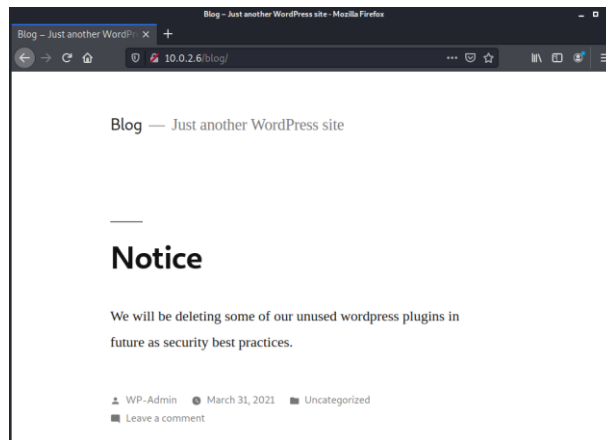 Blog – Just another WordPress site - Mozilla Firefox
Blog – Just another WordPr
10.0.2.6/blog/
Blog — Just another WordPress site
Notice
We will be deleting some of our unused wordpress plugins in
future as security best practices.
WP-Admin March 31, 2021 Uncategorized
Leave a comment